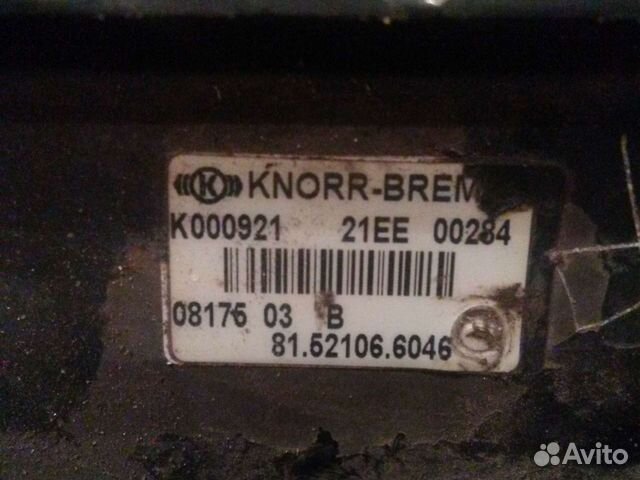 K KNORR-BREM
K000921 21EE 00284
08176 03 B
81.52106.6046
Avito